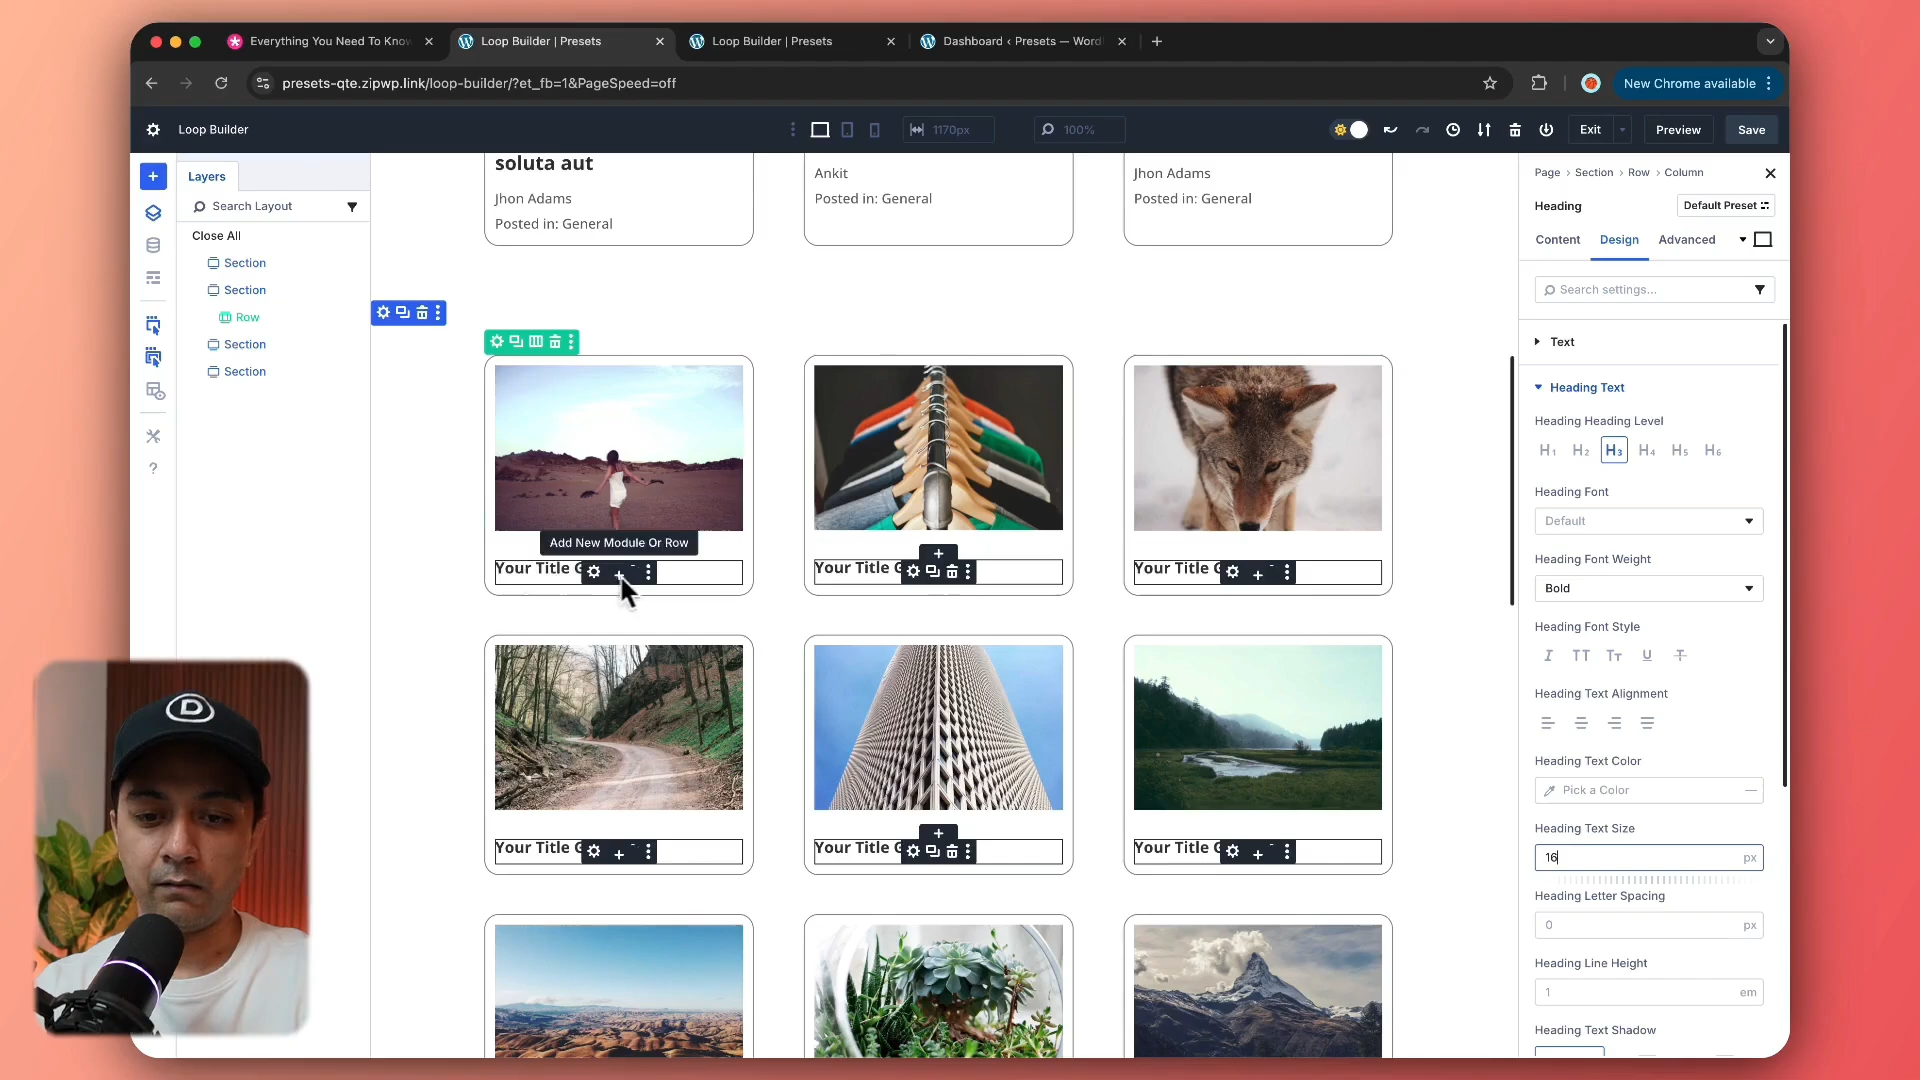 Everything You Need To Know
Loop Builder | Presets
Loop Builder | Presets
Dashboard ‹ Presets — Word
presets-qte.zipwp.link/loop-builder/?et_fb=1&PageSpeed=off
New Chrome available
Loop Builder
1170px
100%
Exit
Preview
Save
Layers
Search Layout
Close All
Section
Section
Row
Section
Section
soluta aut
Jhon Adams
Posted in: General
Ankit
Posted in: General
Jhon Adams
Posted in: General
Add New Module Or Row
Your Title
Your Title
Your Title
Your Title
Your Title
Your Title
Page › Section › Row › Column
Heading
Default Preset
Content
Design
Advanced
Search settings...
Text
Heading Text
Heading Heading Level
H1 H2 H3 H4 H5 H6
Heading Font
Default
Heading Font Weight
Bold
Heading Font Style
I TT Tт U T
Heading Text Alignment
Heading Text Color
Pick a Color
Heading Text Size
16
px
Heading Letter Spacing
0
px
Heading Line Height
1
em
Heading Text Shadow
D